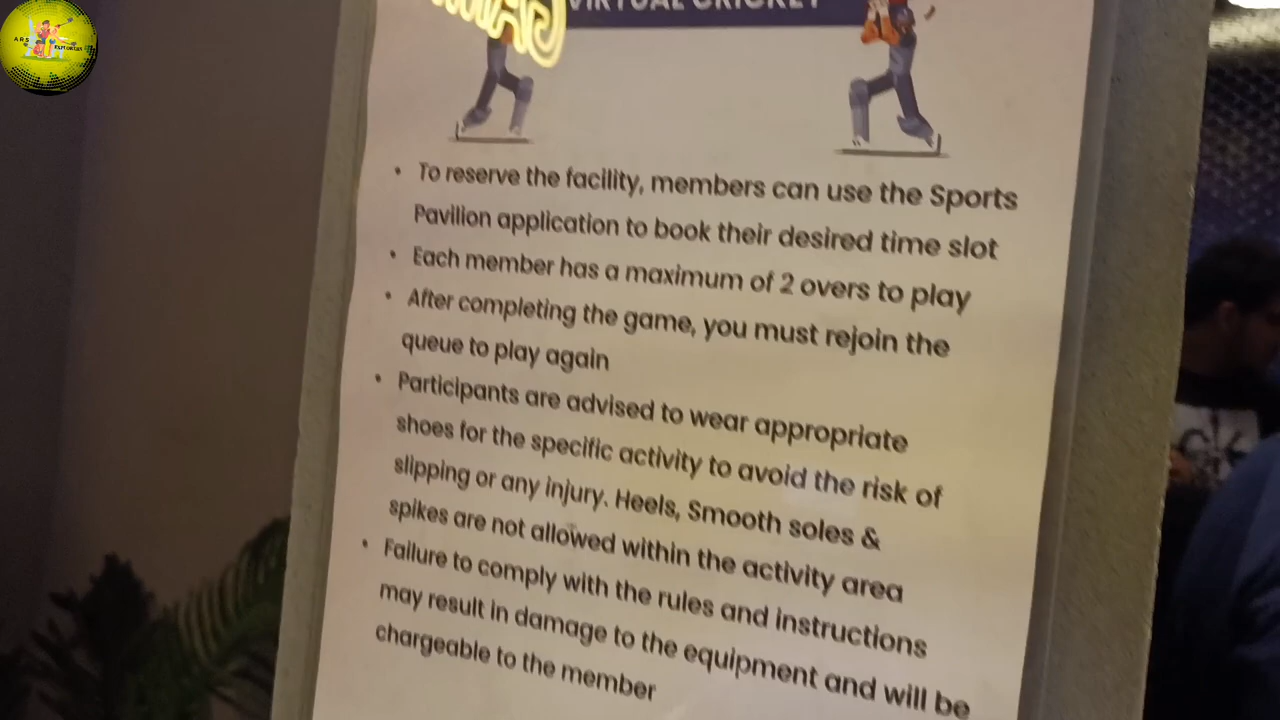 VIRTUAL CRICKET
• To reserve the facility, members can use the Sports
Pavilion application to book their desired time slot
• Each member has a maximum of 2 overs to play
• After completing the game, you must rejoin the
queue to play again
• Participants are advised to wear appropriate
shoes for the specific activity to avoid the risk of
slipping or any injury. Heels, Smooth soles &
spikes are not allowed within the activity area
• Failure to comply with the rules and instructions
may result in damage to the equipment and will be
chargeable to the member